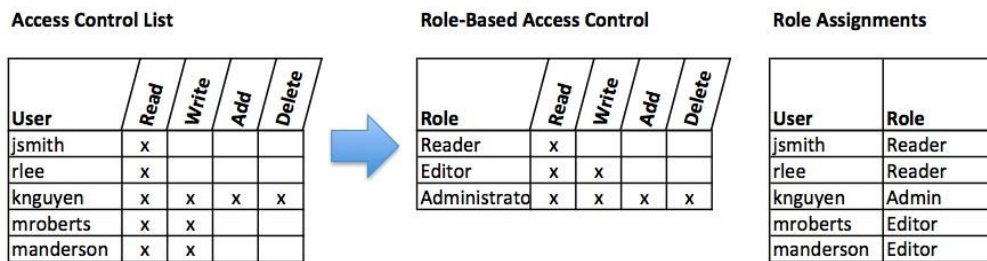 Access Control List
User Read Write Add Delete
jsmith x
rlee x
knguyen x x x x
mroberts x x
manderson x x
Role-Based Access Control
Role Read Write Add Delete
Reader x
Editor x x
Administrato x x x x
Role Assignments
User Role
jsmith Reader
rlee Reader
knguyen Admin
mroberts Editor
manderson Editor